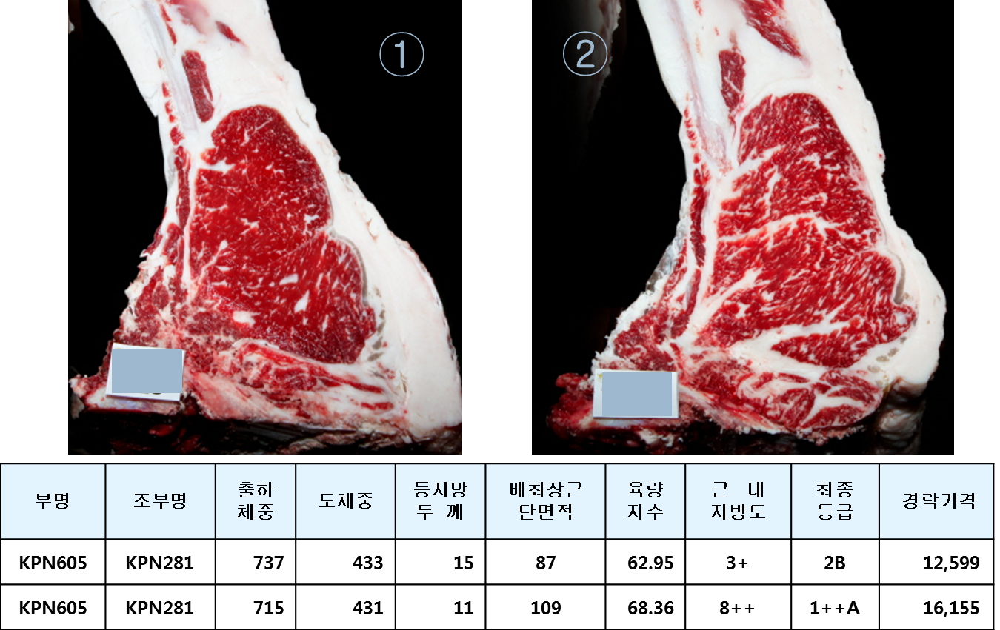 ①
②
부명 조부명 출하 체중 도체중 등지방 두 께 배최장근 단면적 육량 지수 근 내 지방도 최종 등급 경락가격
KPN605 KPN281 737 433 15 87 62.95 3+ 2B 12,599
KPN605 KPN281 715 431 11 109 68.36 8++ 1++A 16,155